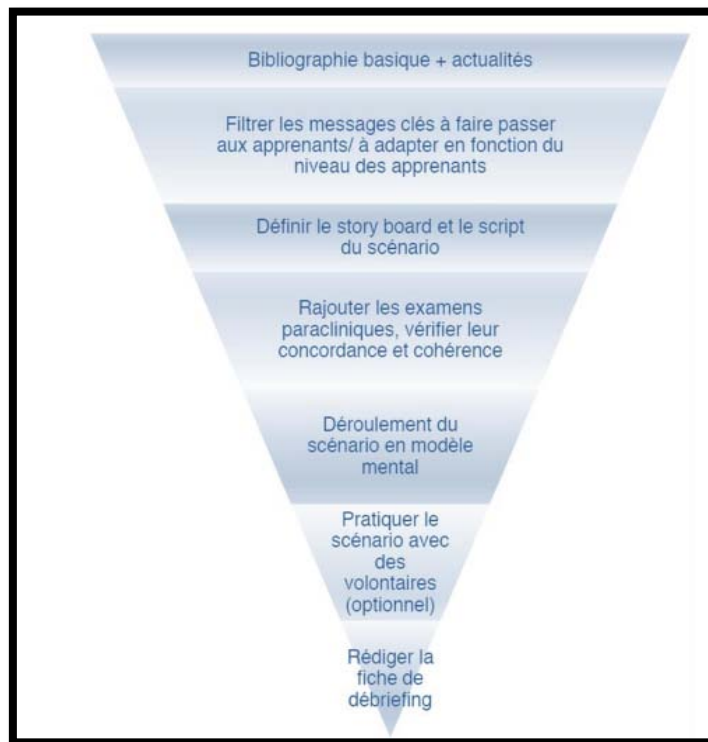 Bibliographie basique + actualités
Filtrer les messages clés à faire passer
aux apprenants/ à adapter en fonction du
niveau des apprenants
Définir le story board et le script
du scénario
Rajouter les examens
paracliniques, vérifier leur
concordance et cohérence
Déroulement du
scénario en modèle
mental
Pratiquer le
scénario avec
des
volontaires
(optionnel)
Rédiger la
fiche de
débriefing